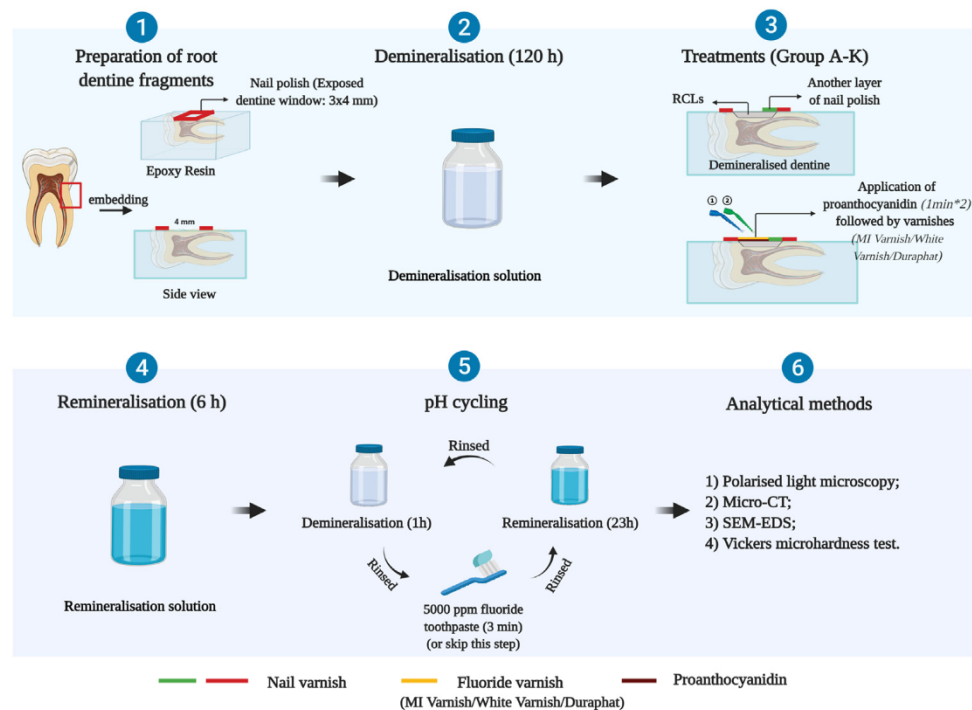 1
Preparation of root
dentine fragments
Nail polish (Exposed
dentine window: 3x4 mm)
Epoxy Resin
embedding
4 mm
Side view
2
Demineralisation (120 h)
Demineralisation solution
3
Treatments (Group A-K)
RCLs
Another layer
of nail polish
Demineralised dentine
① ②
Application of
proanthocyanidin (1min*2)
followed by varnishes
(MI Varnish/White
Varnish/Duraphat)
4
Remineralisation (6 h)
Remineralisation solution
5
pH cycling
Rinsed
Demineralisation (1h)
Remineralisation (23h)
Rinsed
Rinsed
5000 ppm fluoride
toothpaste (3 min)
(or skip this step)
6
Analytical methods
1) Polarised light microscopy;
2) Micro-CT;
3) SEM-EDS;
4) Vickers microhardness test.
Nail varnish
Fluoride varnish
(MI Varnish/White Varnish/Duraphat)
Proanthocyanidin